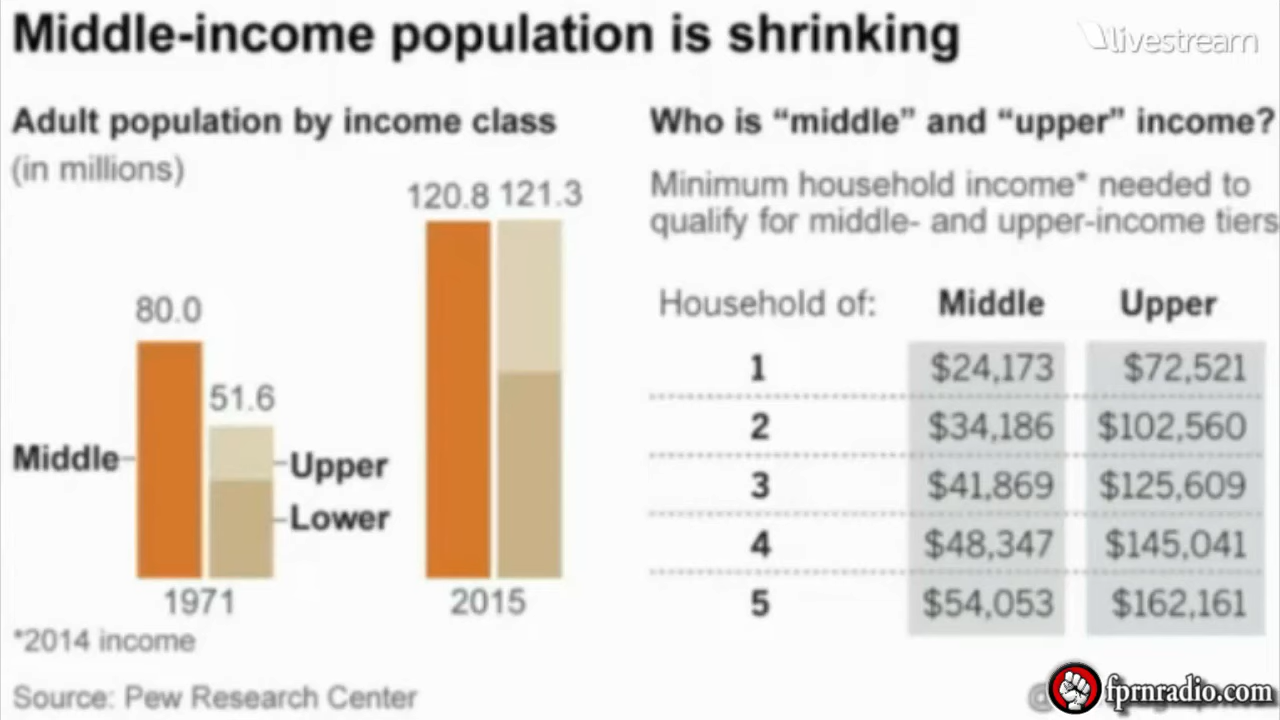 Middle-income population is shrinking
livestream
Adult population by income class
(in millions)
80.0
51.6
120.8 121.3
Middle
Upper
Lower
1971
2015
*2014 income
Source: Pew Research Center
Who is “middle” and “upper” income?
Minimum household income* needed to
qualify for middle- and upper-income tiers
Household of: Middle Upper
1 $24,173 $72,521
2 $34,186 $102,560
3 $41,869 $125,609
4 $48,347 $145,041
5 $54,053 $162,161
fprnradio.com